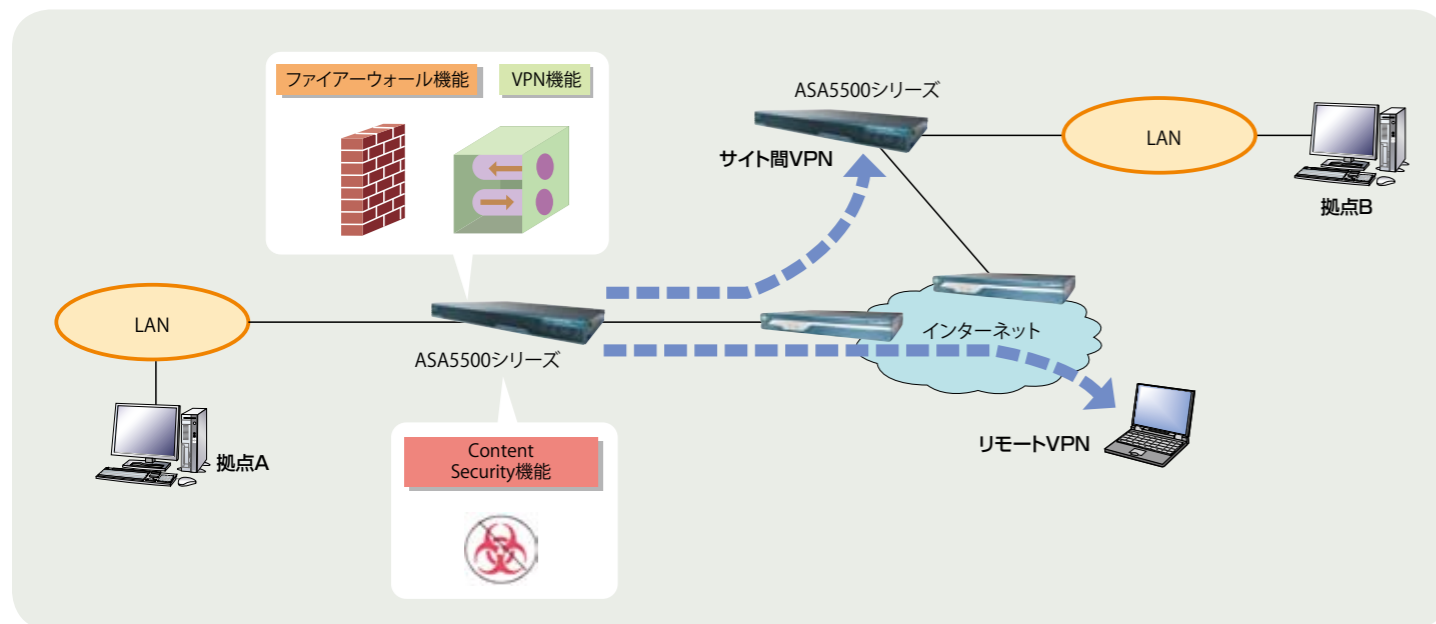 ファイアーウォール機能
VPN機能
ASA5500シリーズ
サイト間VPN
LAN
拠点B
LAN
ASA5500シリーズ
インターネット
拠点A
リモートVPN
Content
Security機能